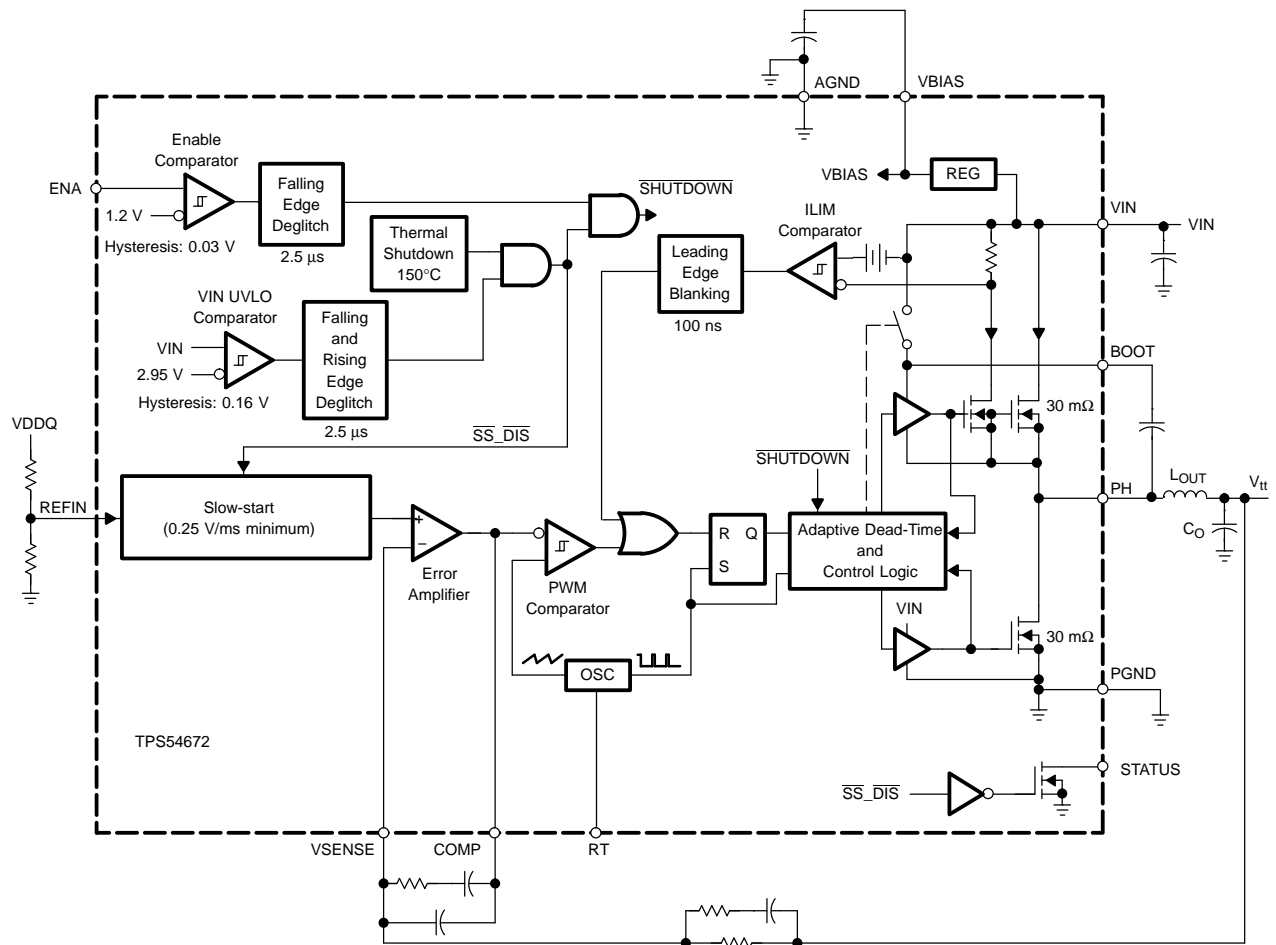 AGND
VBIAS
Enable
Comparator
ENA
1.2 V
Hysteresis: 0.03 V
Falling
Edge
Deglitch
2.5 µs
SHUTDOWN
VBIAS
REG
VIN
VIN
Thermal
Shutdown
150°C
Leading
Edge
Blanking
100 ns
ILIM
Comparator
VIN UVLO
Comparator
VIN
2.95 V
Hysteresis: 0.16 V
Falling
and
Rising
Edge
Deglitch
2.5 µs
BOOT
30 mΩ
VDDQ
SS_DIS
SHUTDOWN
REFIN
Slow-start
(0.25 V/ms minimum)
+
−
Error
Amplifier
PWM
Comparator
R Q
S
Adaptive Dead-Time
and
Control Logic
PH
LOUT
Vtt
CO
VIN
30 mΩ
OSC
PGND
TPS54672
SS_DIS
STATUS
VSENSE
COMP
RT